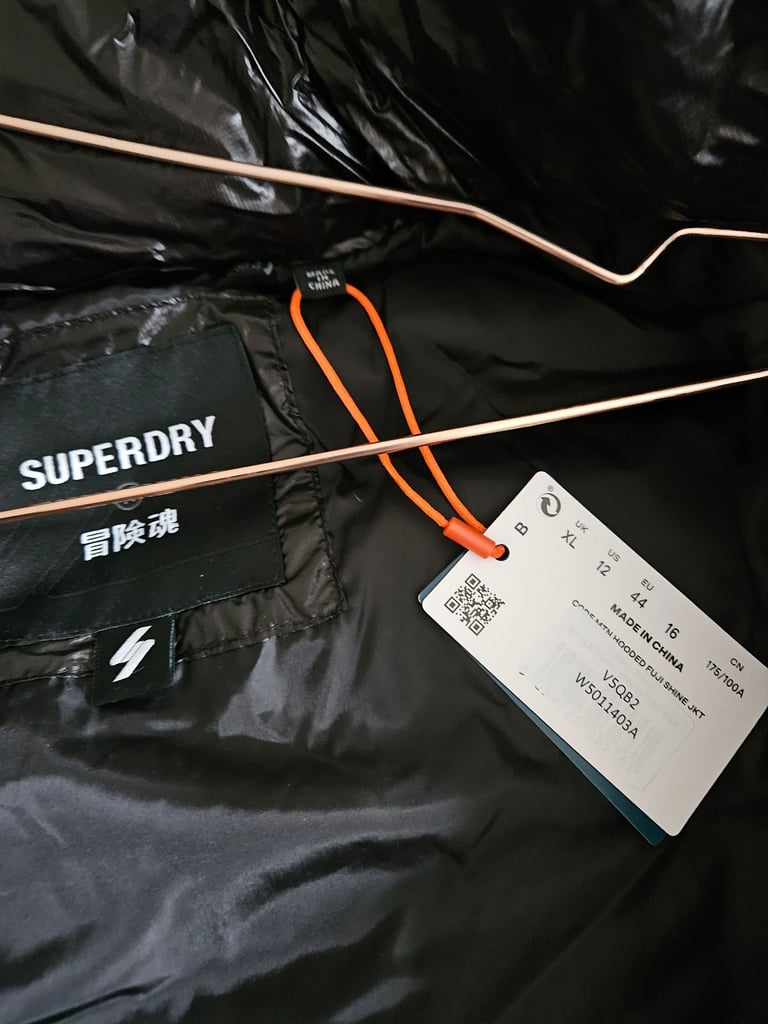 MADE
IN
CHINA
SUPERDRY
®
冒険魂
®
B
UK
XL
US
12
EU
44
16
CN
175/100A
MADE IN CHINA
CODE MTN HOODED FUJI SHINE JKT
V5QB2
W5011403A